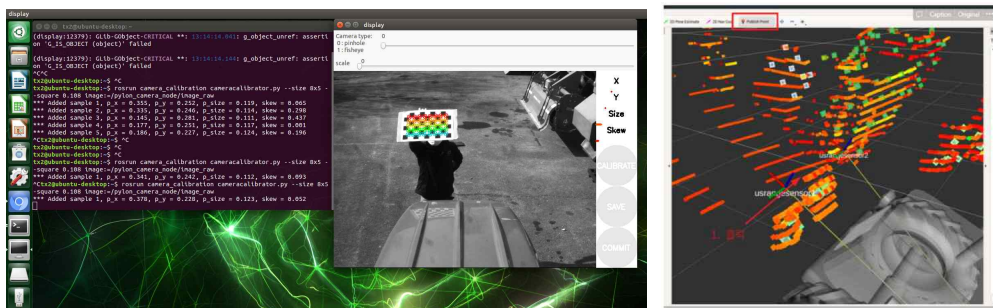 display
txz@ubuntu-desktop: ~
(display:12379): GLib-GObject-CRITICAL **: 13:14:14.041: g_object_unref: asserti
on 'G_IS_OBJECT (object)' failed
(display:12379): GLib-GObject-CRITICAL **: 13:14:14.144: g_object_unref: asserti
on 'G_IS_OBJECT (object)' failed
^C^C
tx2@ubuntu-desktop:~$ ^C
tx2@ubuntu-desktop:~$ rosrun camera_calibration cameracalibrator.py --size 8x5 -
-square 0.108 image:=/pylon_camera_node/image_raw
*** Added sample 1, p_x = 0.355, p_y = 0.252, p_size = 0.119, skew = 0.065
*** Added sample 2, p_x = 0.335, p_y = 0.246, p_size = 0.114, skew = 0.298
*** Added sample 3, p_x = 0.145, p_y = 0.281, p_size = 0.111, skew = 0.437
*** Added sample 4, p_x = 0.177, p_y = 0.251, p_size = 0.117, skew = 0.001
*** Added sample 5, p_x = 0.186, p_y = 0.227, p_size = 0.124, skew = 0.196
^Ctx2@ubuntu-desktop:~$ ^C
tx2@ubuntu-desktop:~$ ^C
tx2@ubuntu-desktop:~$ rosrun camera_calibration cameracalibrator.py --size 8x5 -
-square 0.108 image:=/pylon_camera_node/image_raw
*** Added sample 1, p_x = 0.341, p_y = 0.242, p_size = 0.112, skew = 0.093
^Ctx2@ubuntu-desktop:~$ rosrun camera_calibration cameracalibrator.py --size 8x5
-square 0.108 image:=/pylon_camera_node/image_raw
*** Added sample 1, p_x = 0.378, p_y = 0.228, p_size = 0.123, skew = 0.052
display
Camera type: 0
0 : pinhole
1 : fisheye
scale 0
X
Y
Size
Skew
CALIBRATE
SAVE
COMMIT
2D Pose Estimate
Publish Point
Caption
Original